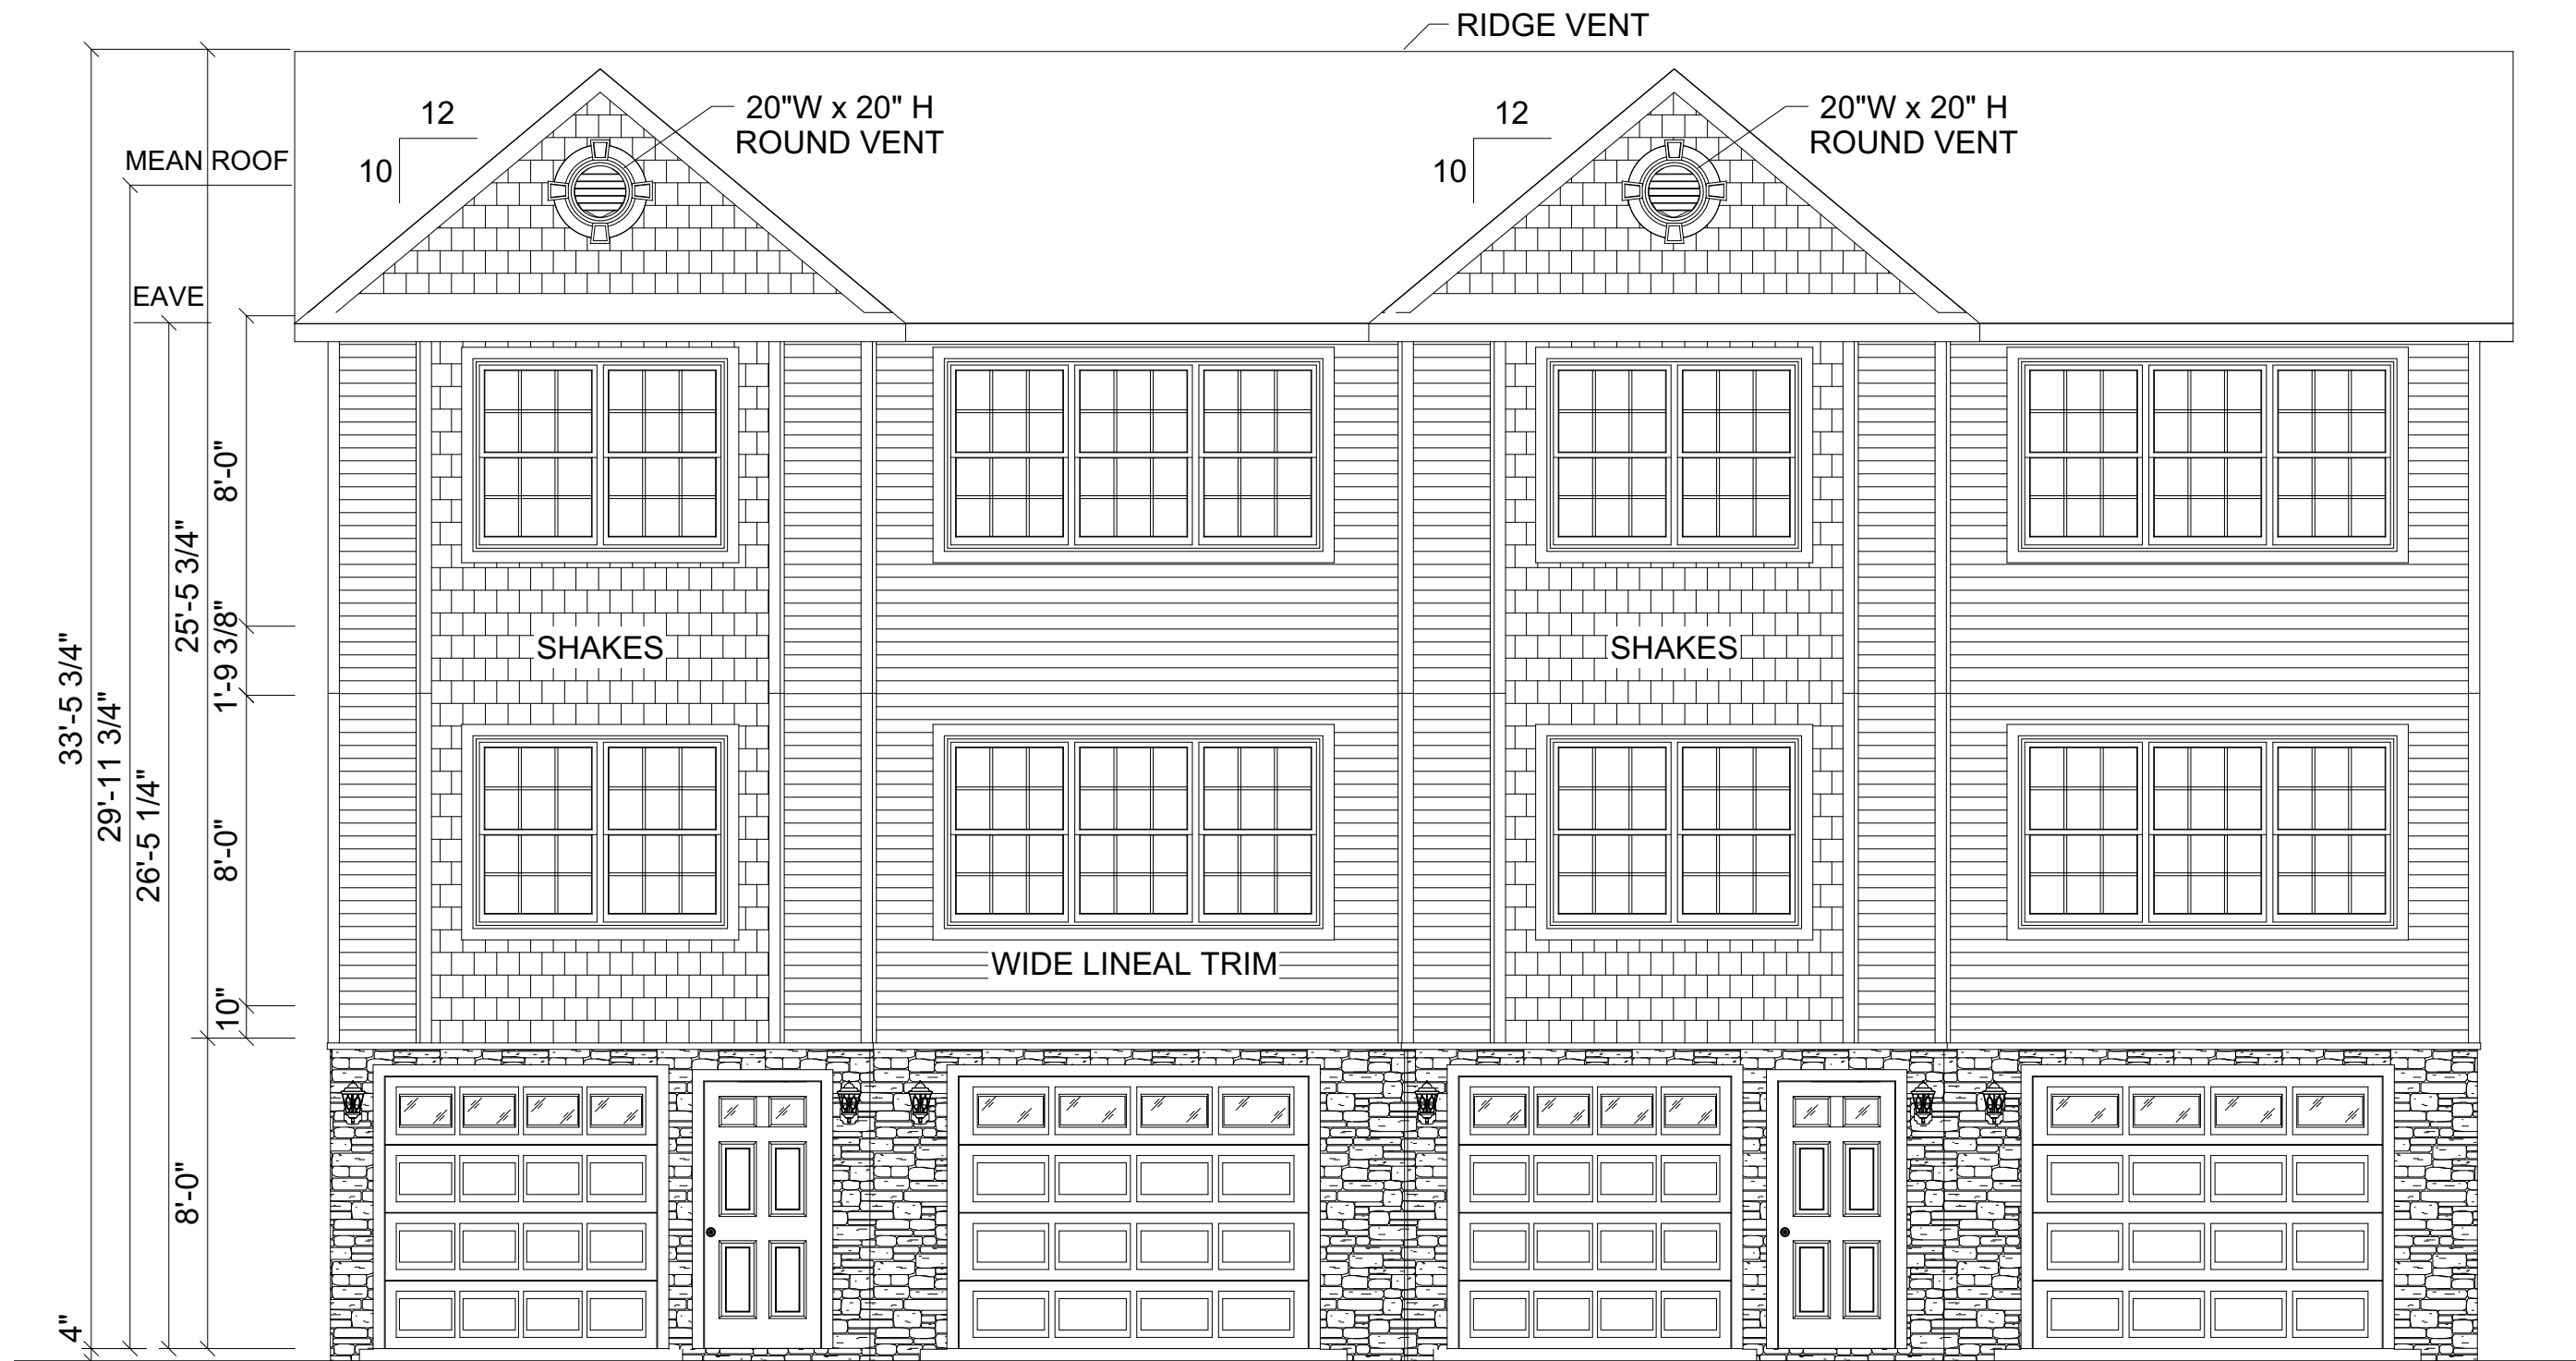 RIDGE VENT
12
10
20"W x 20" H
ROUND VENT
12
10
20"W x 20" H
ROUND VENT
MEAN ROOF
EAVE
8'-0"
25'-5 3/4"
1'-9 3/8"
33'-5 3/4"
29'-11 3/4"
26'-5 1/4"
8'-0"
10"
8'-0"
4"
SHAKES
SHAKES
WIDE LINEAL TRIM